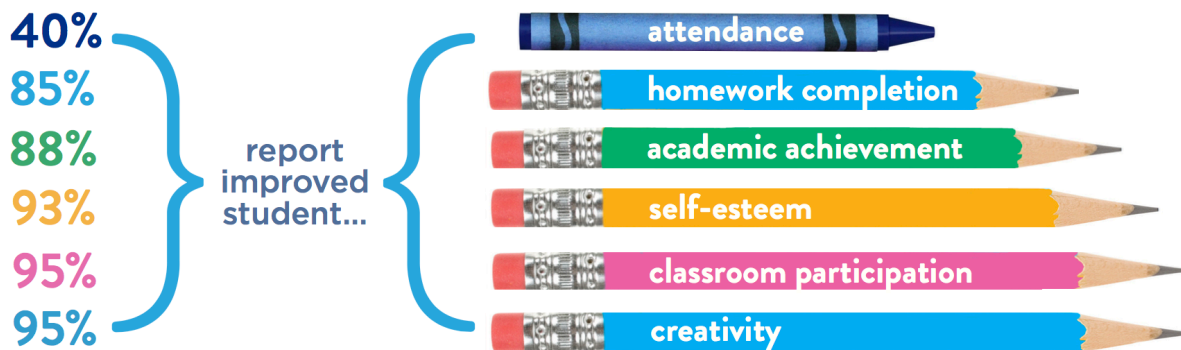 40%
85%
88%
93%
95%
95%
report
improved
student...
attendance
homework completion
academic achievement
self-esteem
classroom participation
creativity